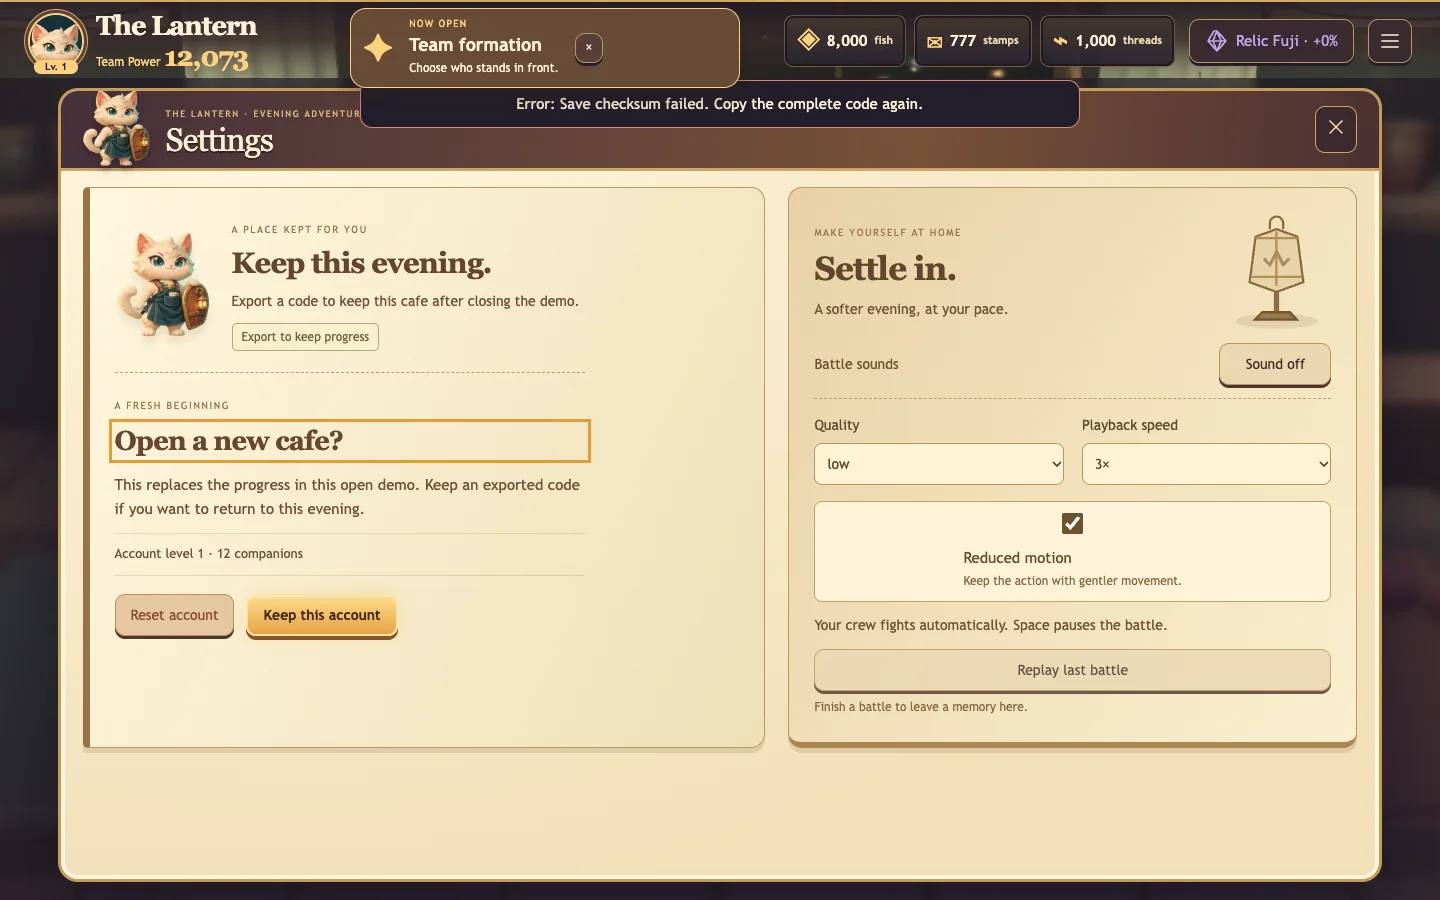 The Lantern
Lv. 1
Team Power 12,073
NOW OPEN
Team formation
Choose who stands in front.
×
8,000 fish
777 stamps
1,000 threads
Relic Fuji · +0%
Error: Save checksum failed. Copy the complete code again.
THE LANTERN · EVENING ADVENTUR
Settings
A PLACE KEPT FOR YOU
Keep this evening.
Export a code to keep this cafe after closing the demo.
Export to keep progress
A FRESH BEGINNING
Open a new cafe?
This replaces the progress in this open demo. Keep an exported code
if you want to return to this evening.
Account level 1 · 12 companions
Reset account
Keep this account
MAKE YOURSELF AT HOME
Settle in.
A softer evening, at your pace.
Battle sounds
Sound off
Quality
Playback speed
low
3×
Reduced motion
Keep the action with gentler movement.
Your crew fights automatically. Space pauses the battle.
Replay last battle
Finish a battle to leave a memory here.